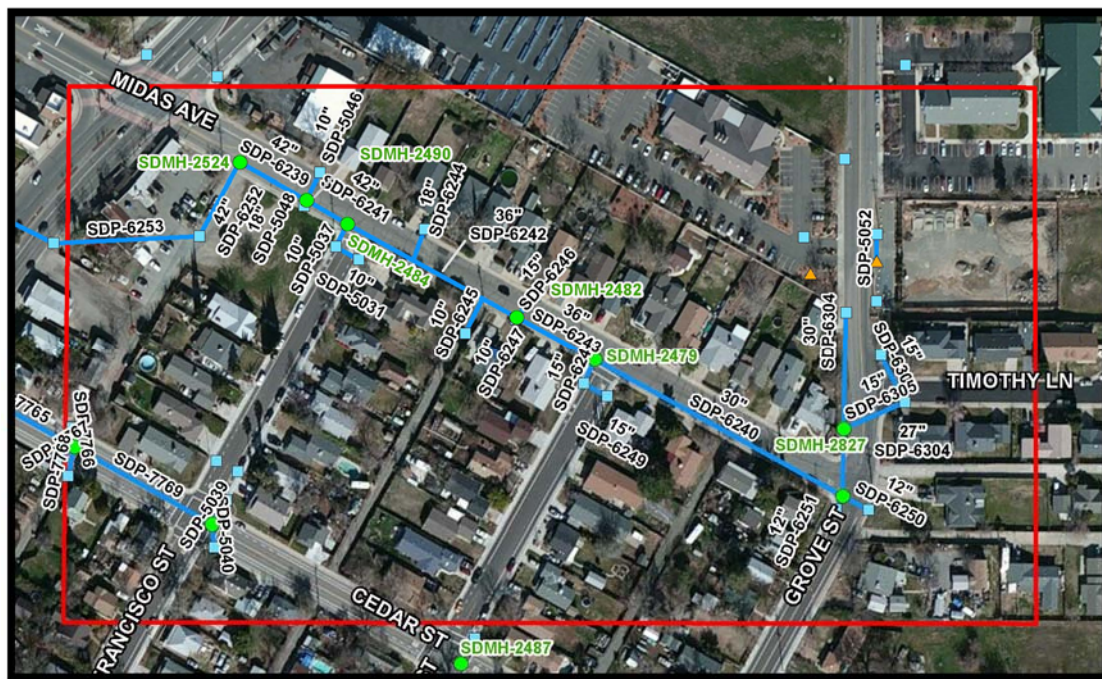 MIDAS AVE
10"
SDP-5046
42"
SDP-6239
SDMH-2524
SDMH-2490
42"
SDP-6241
18"
SDP-6244
42"
SDP-6252
18"
SDP-5048
SDP-6253
36"
SDP-6242
10"
SDP-5037
SDMH-2484
10"
SDP-5031
15"
SDP-6246
SDMH-2482
SDP-5052
10"
SDP-6245
36"
SDP-6243
30"
SDP-6304
10"
SDP-6247
SDMH-2479
15"
15"
SDP-6305
TIMOTHY LN
15"
SDP-6249
30"
SDP-6240
SDMH-2827
27"
SDP-6304
7765
SDP-7766
SDP-7768
SDP-7769
12"
SDP-6250
12"
SDP-6251
SDP-5039
SDP-5040
GROVE ST
FRANCISCO ST
CEDAR ST
ST
SDMH-2487